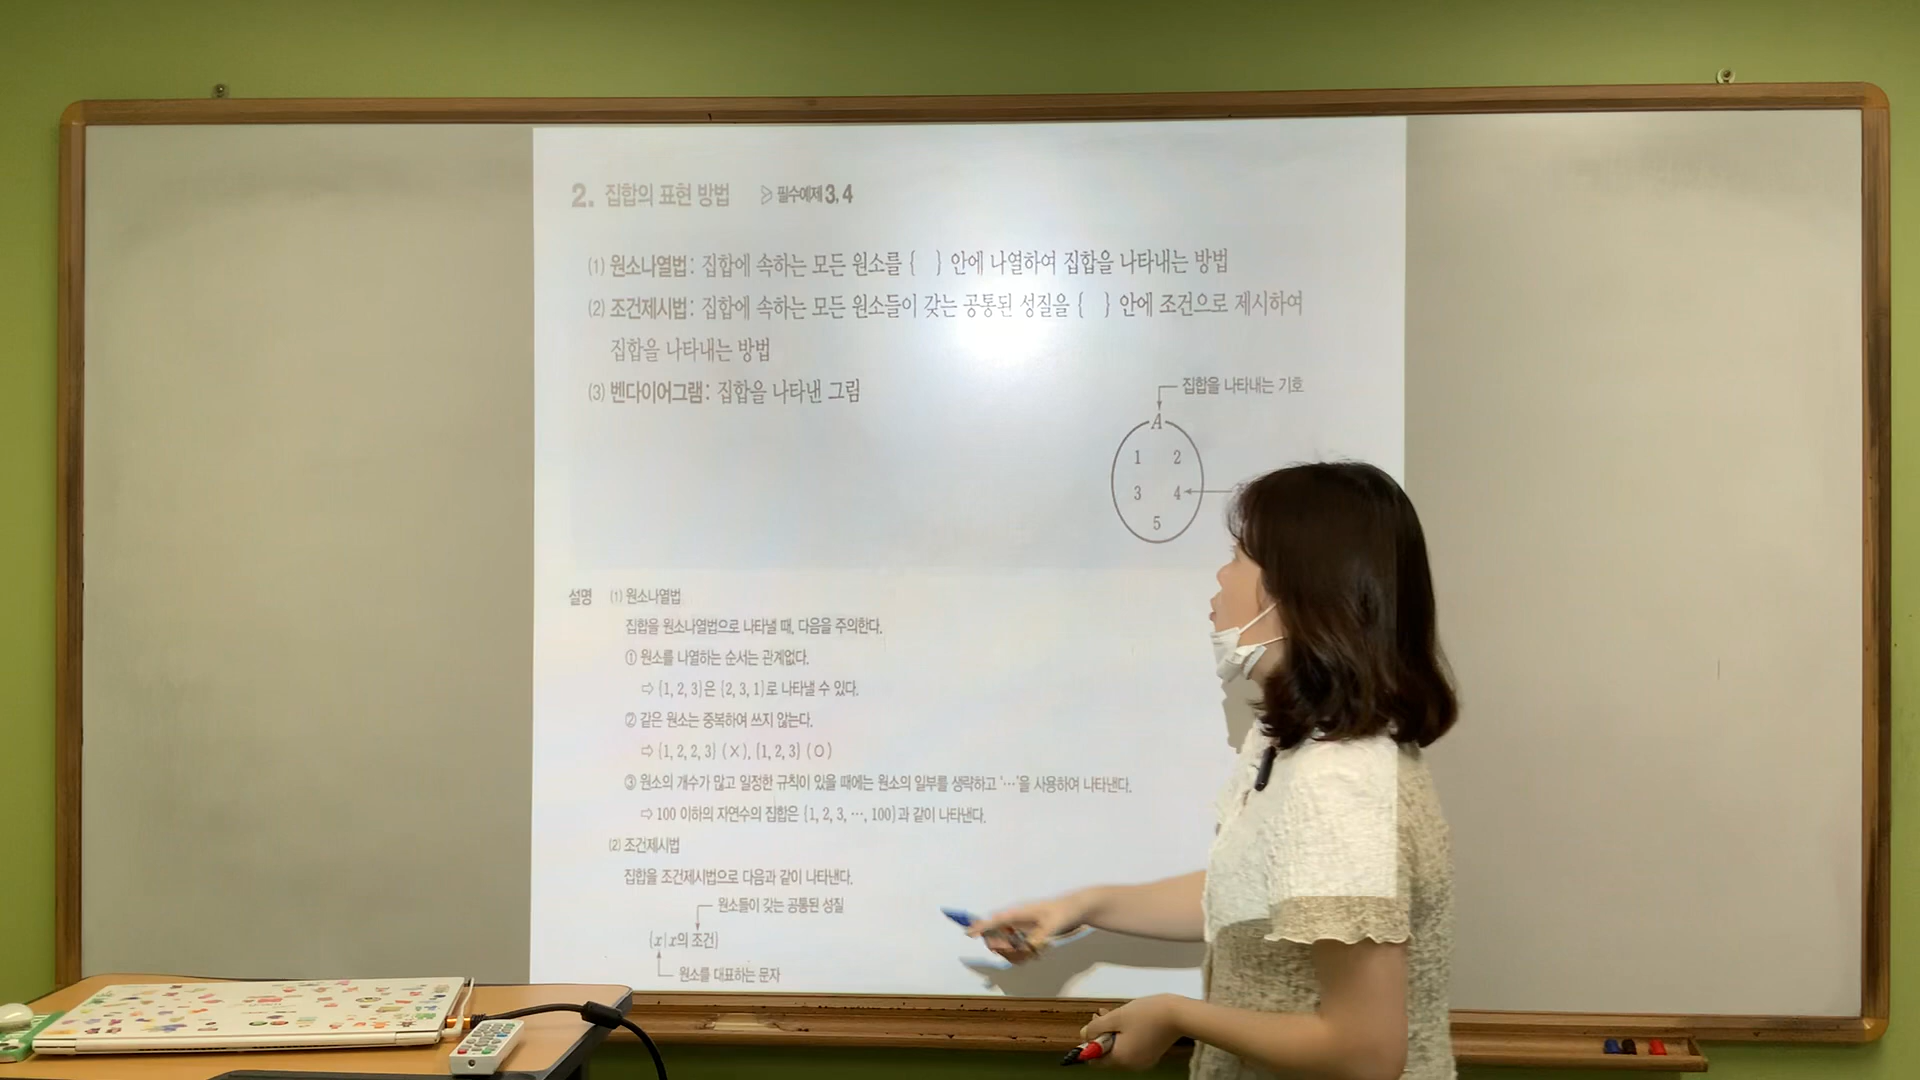 2. 집합의 표현 방법 ≫ 필수예제 3, 4
(1) 원소나열법: 집합에 속하는 모든 원소를 { } 안에 나열하여 집합을 나타내는 방법
(2) 조건제시법: 집합에 속하는 모든 원소들이 갖는 공통된 성질을 { } 안에 조건으로 제시하여
집합을 나타내는 방법
(3) 벤다이어그램: 집합을 나타낸 그림
집합을 나타내는 기호
A
1 2
3 4
5
설명 (1) 원소나열법
집합을 원소나열법으로 나타낼 때, 다음을 주의한다.
① 원소를 나열하는 순서는 관계없다.
⇨ {1, 2, 3}은 {2, 3, 1}로 나타낼 수 있다.
② 같은 원소는 중복하여 쓰지 않는다.
⇨ {1, 2, 2, 3} (×), {1, 2, 3} (○)
③ 원소의 개수가 많고 일정한 규칙이 있을 때에는 원소의 일부를 생략하고 '…'을 사용하여 나타낸다.
⇨ 100 이하의 자연수의 집합은 {1, 2, 3, …, 100}과 같이 나타낸다.
(2) 조건제시법
집합을 조건제시법으로 다음과 같이 나타낸다.
원소들이 갖는 공통된 성질
{x|x의 조건}
원소를 대표하는 문자